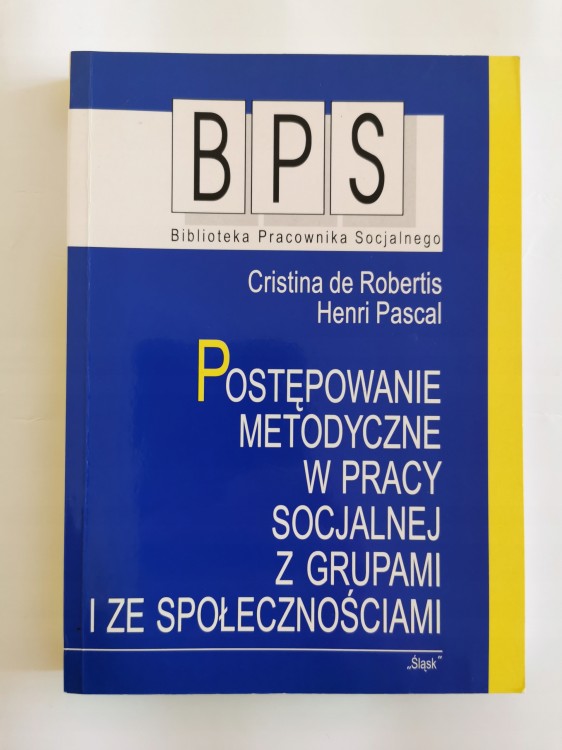 BPS
Biblioteka Pracownika Socjalnego
Cristina de Robertis
Henri Pascal
POSTĘPOWANIE
METODYCZNE
W PRACY
SOCJALNEJ
Z GRUPAMI
I ZE SPOŁECZNOŚCIAMI
„Śląsk”